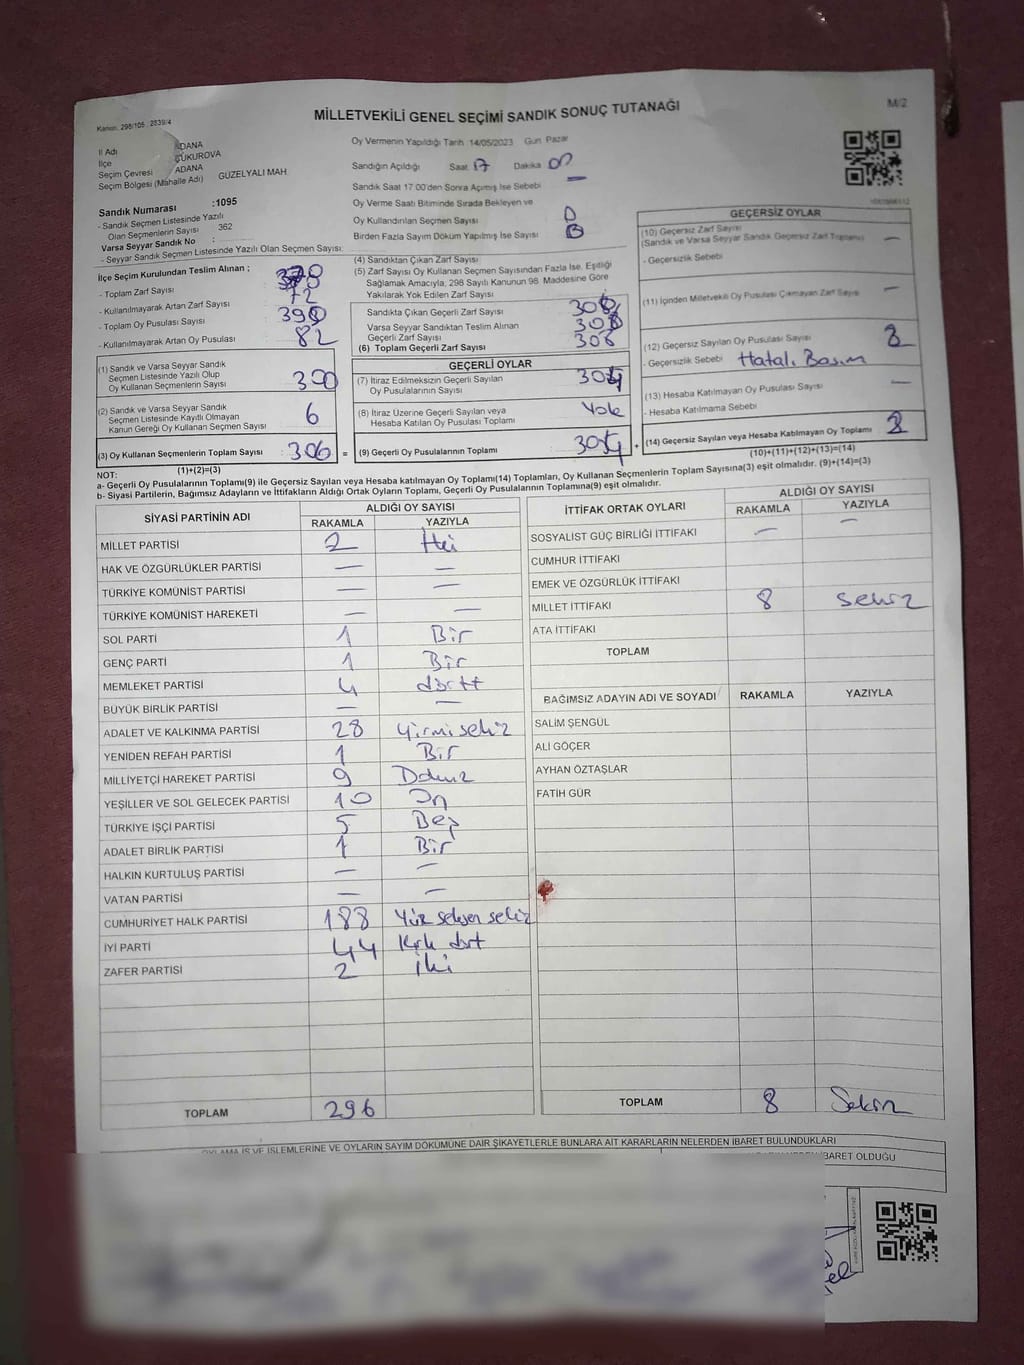 Kanun: 298/105 , 2839/4
MİLLETVEKİLİ GENEL SEÇİMİ SANDIK SONUÇ TUTANAĞI
M/2
İl Adı ADANA
İlçe ÇUKUROVA
Seçim Çevresi ADANA
Seçim Bölgesi (Mahalle Adı) GÜZELYALI MAH.
Sandık Numarası :1095
- Sandık Seçmen Listesinde Yazılı
Olan Seçmenlerin Sayısı 362
Varsa Seyyar Sandık No :
- Seyyar Sandık Seçmen Listesinde Yazılı Olan Seçmen Sayısı:
Oy Vermenin Yapıldığı Tarih 14/05/2023 Gün Pazar
Sandığın Açıldığı Saat 17 Dakika 00
Sandık Saat 17:00'den Sonra Açılmış İse Sebebi —
Oy Verme Saati Bitiminde Sırada Bekleyen ve
Oy Kullandırılan Seçmen Sayısı
Birden Fazla Sayım Döküm Yapılmış İse Sayısı
İlçe Seçim Kurulundan Teslim Alınan ;
- Toplam Zarf Sayısı
- Kullanılmayarak Artan Zarf Sayısı 72
- Toplam Oy Pusulası Sayısı
- Kullanılmayarak Artan Oy Pusulası 82
(1) Sandık ve Varsa Seyyar Sandık
Seçmen Listesinde Yazılı Olup
Oy Kullanan Seçmenlerin Sayısı 300
(2) Sandık ve Varsa Seyyar Sandık
Seçmen Listesinde Kayıtlı Olmayan
Kanun Gereği Oy Kullanan Seçmen Sayısı 6
(3) Oy Kullanan Seçmenlerin Toplam Sayısı 306
(1)+(2)=(3)
(4) Sandıktan Çıkan Zarf Sayısı
(5) Zarf Sayısı Oy Kullanan Seçmen Sayısından Fazla İse, Eşitliği
Sağlamak Amacıyla, 298 Sayılı Kanunun 98. Maddesine Göre
Yakılarak Yok Edilen Zarf Sayısı
Sandıkta Çıkan Geçerli Zarf Sayısı
Varsa Seyyar Sandıktan Teslim Alınan
Geçerli Zarf Sayısı
(6) Toplam Geçerli Zarf Sayısı
GEÇERLİ OYLAR
(7) İtiraz Edilmeksizin Geçerli Sayılan
Oy Pusulalarının Sayısı 304
(8) İtiraz Üzerine Geçerli Sayılan veya
Hesaba Katılan Oy Pusulası Toplamı Yok
= (9) Geçerli Oy Pusulalarının Toplamı 304 +
GEÇERSİZ OYLAR
(10) Geçersiz Zarf Sayısı
(Sandık ve Varsa Seyyar Sandık Geçersiz Zarf Toplamı) —
- Geçersizlik Sebebi
(11) İçinden Milletvekili Oy Pusulası Çıkmayan Zarf Sayısı —
(12) Geçersiz Sayılan Oy Pusulası Sayısı
- Geçersizlik Sebebi Hatalı Basım
(13) Hesaba Katılmayan Oy Pusulası Sayısı —
- Hesaba Katılmama Sebebi
(14) Geçersiz Sayılan veya Hesaba Katılmayan Oy Toplamı
(10)+(11)+(12)+(13)=(14)
NOT:
a- Geçerli Oy Pusulalarının Toplamı(9) ile Geçersiz Sayılan veya Hesaba katılmayan Oy Toplamı(14) Toplamları, Oy Kullanan Seçmenlerin Toplam Sayısına(3) eşit olmalıdır. (9)+(14)=(3)
b- Siyasi Partilerin, Bağımsız Adayların ve İttifakların Aldığı Ortak Oyların Toplamı, Geçerli Oy Pusulalarının Toplamına(9) eşit olmalıdır.
SİYASİ PARTİNİN ADI ALDIĞI OY SAYISI
RAKAMLA YAZIYLA
MİLLET PARTİSİ 2 İki
HAK VE ÖZGÜRLÜKLER PARTİSİ — —
TÜRKİYE KOMÜNİST PARTİSİ — —
TÜRKİYE KOMÜNİST HAREKETİ — —
SOL PARTİ 1 Bir
GENÇ PARTİ 1 Bir
MEMLEKET PARTİSİ 4 dört
BÜYÜK BİRLİK PARTİSİ — —
ADALET VE KALKINMA PARTİSİ 28 yirmi sekiz
YENİDEN REFAH PARTİSİ 1 Bir
MİLLİYETÇİ HAREKET PARTİSİ 9 Dokuz
YEŞİLLER VE SOL GELECEK PARTİSİ 10 On
TÜRKİYE İŞÇİ PARTİSİ 5 Beş
ADALET BİRLİK PARTİSİ 1 Bir
HALKIN KURTULUŞ PARTİSİ — —
VATAN PARTİSİ — —
CUMHURİYET HALK PARTİSİ 188 Yüz seksen sekiz
İYİ PARTİ 44 Kırk dört
ZAFER PARTİSİ 2 iki
TOPLAM 296
İTTİFAK ORTAK OYLARI ALDIĞI OY SAYISI
RAKAMLA YAZIYLA
SOSYALİST GÜÇ BİRLİĞİ İTTİFAKI — —
CUMHUR İTTİFAKI
EMEK VE ÖZGÜRLÜK İTTİFAKI
MİLLET İTTİFAKI 8 sekiz
ATA İTTİFAKI
TOPLAM
BAĞIMSIZ ADAYIN ADI VE SOYADI RAKAMLA YAZIYLA
SALİM ŞENGÜL
ALİ GÖÇER
AYHAN ÖZTAŞLAR
FATİH GÜR
TOPLAM 8 Sekiz
OYLAMA İŞ VE İŞLEMLERİNE VE OYLARIN SAYIM DÖKÜMÜNE DAİR ŞİKAYETLERLE BUNLARA AİT KARARLARIN NELERDEN İBARET BULUNDUKLARI
İBARET OLDUĞU